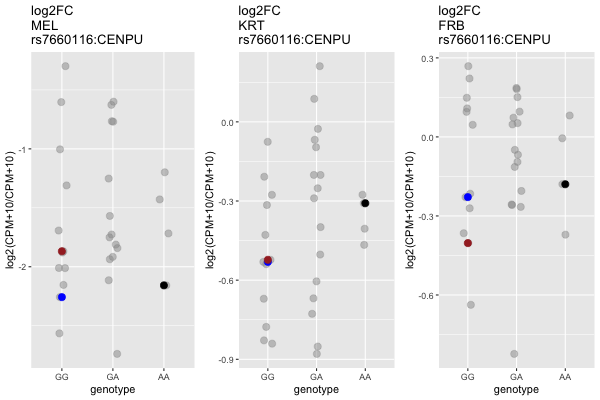 log2FC
MEL
rs7660116:CENPU
log2(CPM+10/CPM+10)
-1
-2
GG GA AA
genotype
log2FC
KRT
rs7660116:CENPU
log2(CPM+10/CPM+10)
0.0
-0.3
-0.6
-0.9
GG GA AA
genotype
log2FC
FRB
rs7660116:CENPU
log2(CPM+10/CPM+10)
0.3
0.0
-0.3
-0.6
GG GA AA
genotype